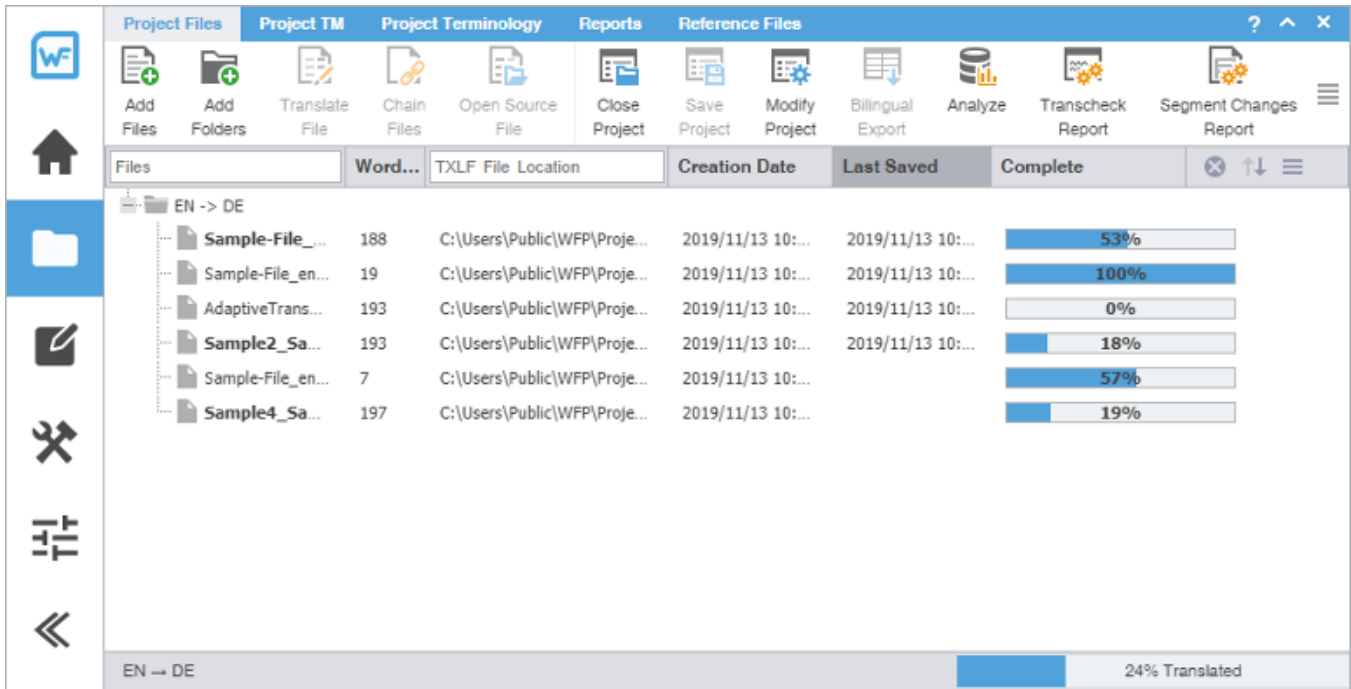 Project Files Project TM Project Terminology Reports Reference Files ? × 
WF
Add Files Add Folders Translate File Chain Files Open Source File Close Project Save Project Modify Project Bilingual Export Analyze Transcheck Report Segment Changes Report
Files Word... TXLF File Location Creation Date Last Saved Complete
EN -> DE
Sample-File_... 188 C:\Users\Public\WFP\Proje... 2019/11/13 10:... 2019/11/13 10:... 53%
Sample-File_en... 19 C:\Users\Public\WFP\Proje... 2019/11/13 10:... 2019/11/13 10:... 100%
AdaptiveTrans... 193 C:\Users\Public\WFP\Proje... 2019/11/13 10:... 2019/11/13 10:... 0%
Sample2_Sa... 193 C:\Users\Public\WFP\Proje... 2019/11/13 10:... 2019/11/13 10:... 18%
Sample-File_en... 7 C:\Users\Public\WFP\Proje... 2019/11/13 10:... 57%
Sample4_Sa... 197 C:\Users\Public\WFP\Proje... 2019/11/13 10:... 19%
EN → DE 24% Translated